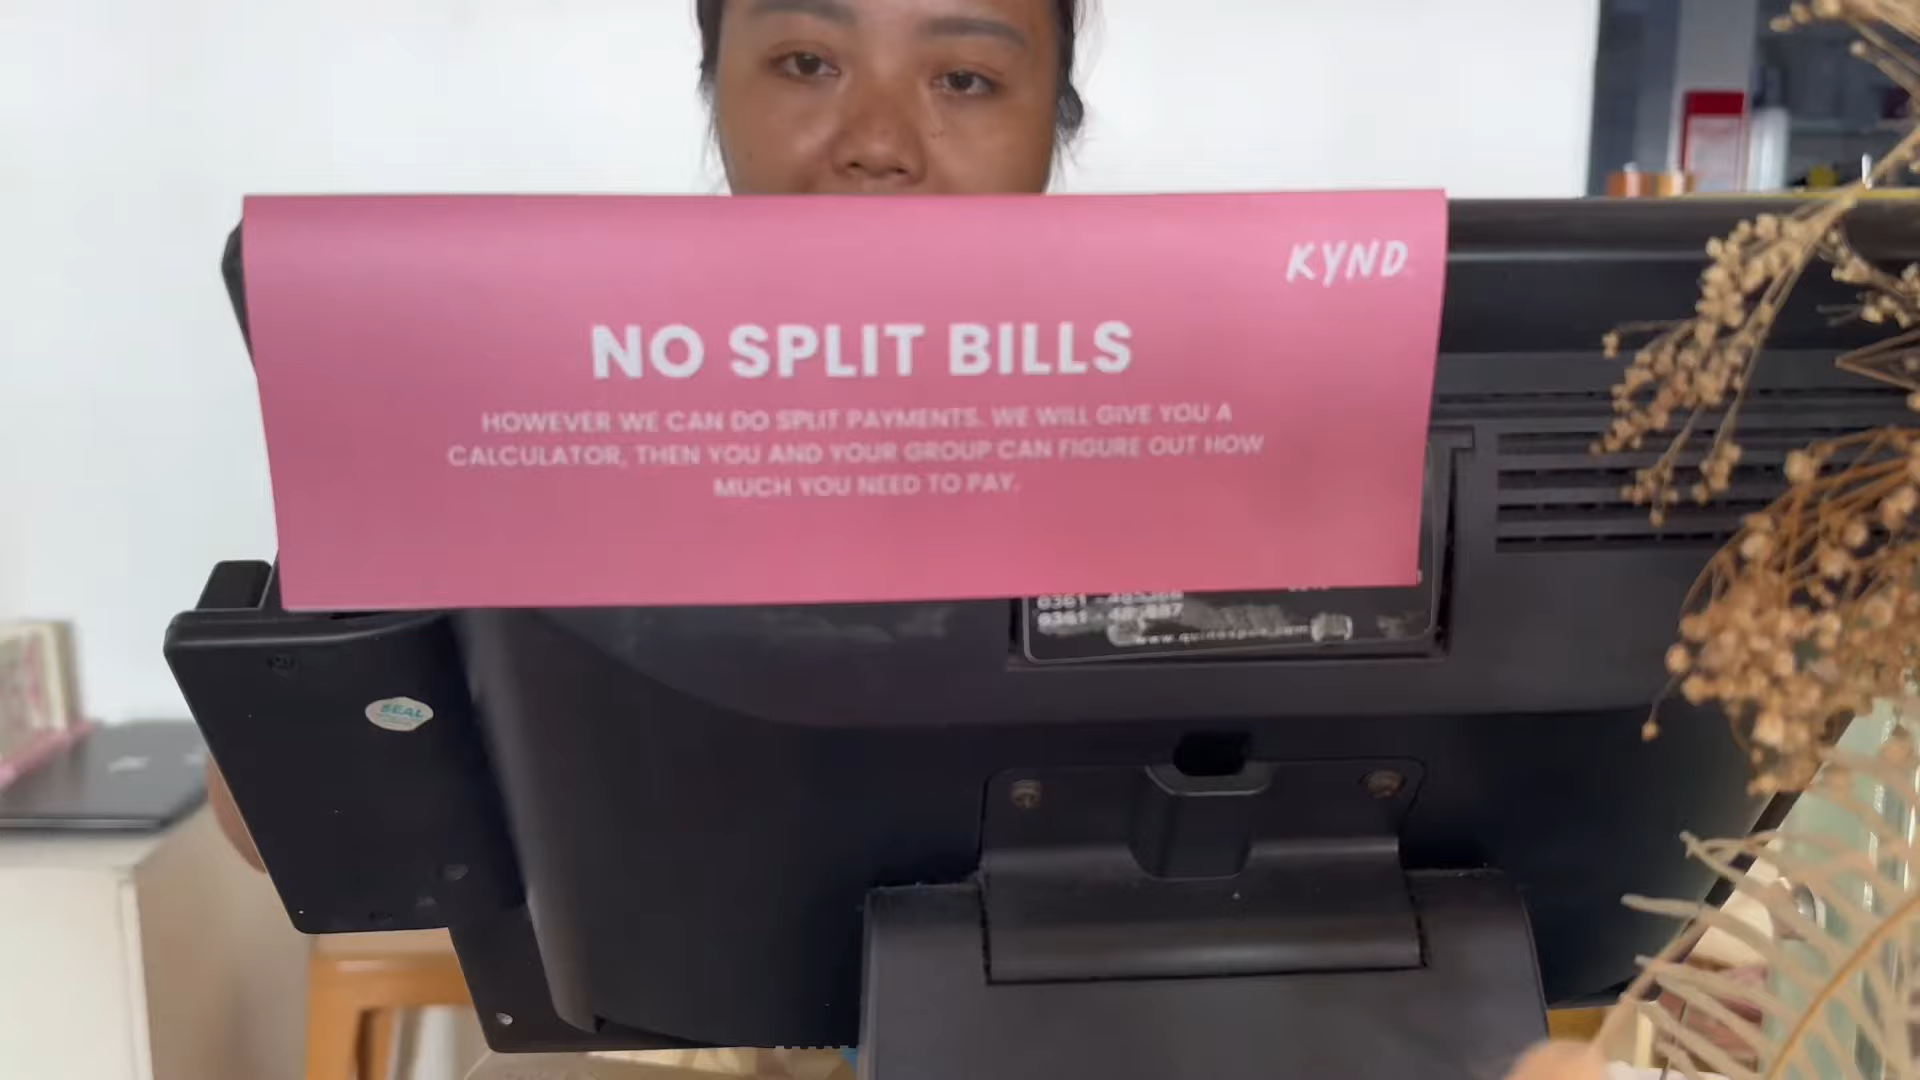 KYND
NO SPLIT BILLS
HOWEVER WE CAN DO SPLIT PAYMENTS. WE WILL GIVE YOU A
CALCULATOR, THEN YOU AND YOUR GROUP CAN FIGURE OUT HOW
MUCH YOU NEED TO PAY.
SEAL